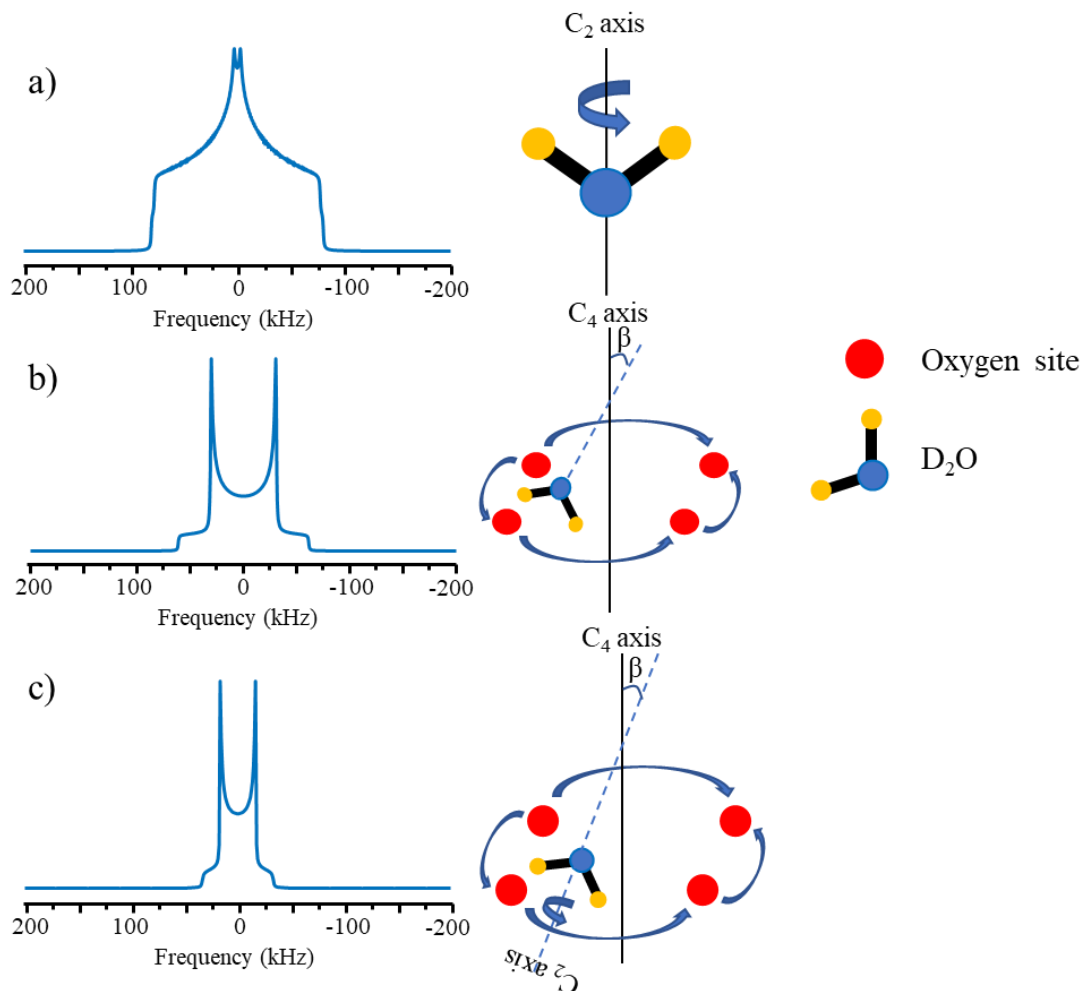 C₂ axis
a)
200 100 0 -100 -200
Frequency (kHz)
C₄ axis
β
b)
Oxygen site
D₂O
200 100 0 -100 -200
Frequency (kHz)
C₄ axis
β
c)
200 100 0 -100 -200
Frequency (kHz)
C₂ axis